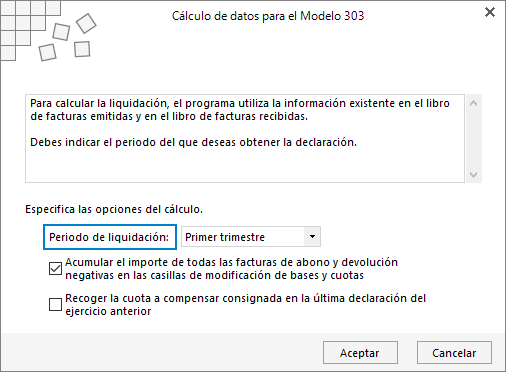 Cálculo de datos para el Modelo 303
Para calcular la liquidación, el programa utiliza la información existente en el libro
de facturas emitidas y en el libro de facturas recibidas.
Debes indicar el periodo del que deseas obtener la declaración.
Especifica las opciones del cálculo.
Periodo de liquidación: Primer trimestre
Acumular el importe de todas las facturas de abono y devolución
negativas en las casillas de modificación de bases y cuotas
Recoger la cuota a compensar consignada en la última declaración del
ejercicio anterior
Aceptar Cancelar